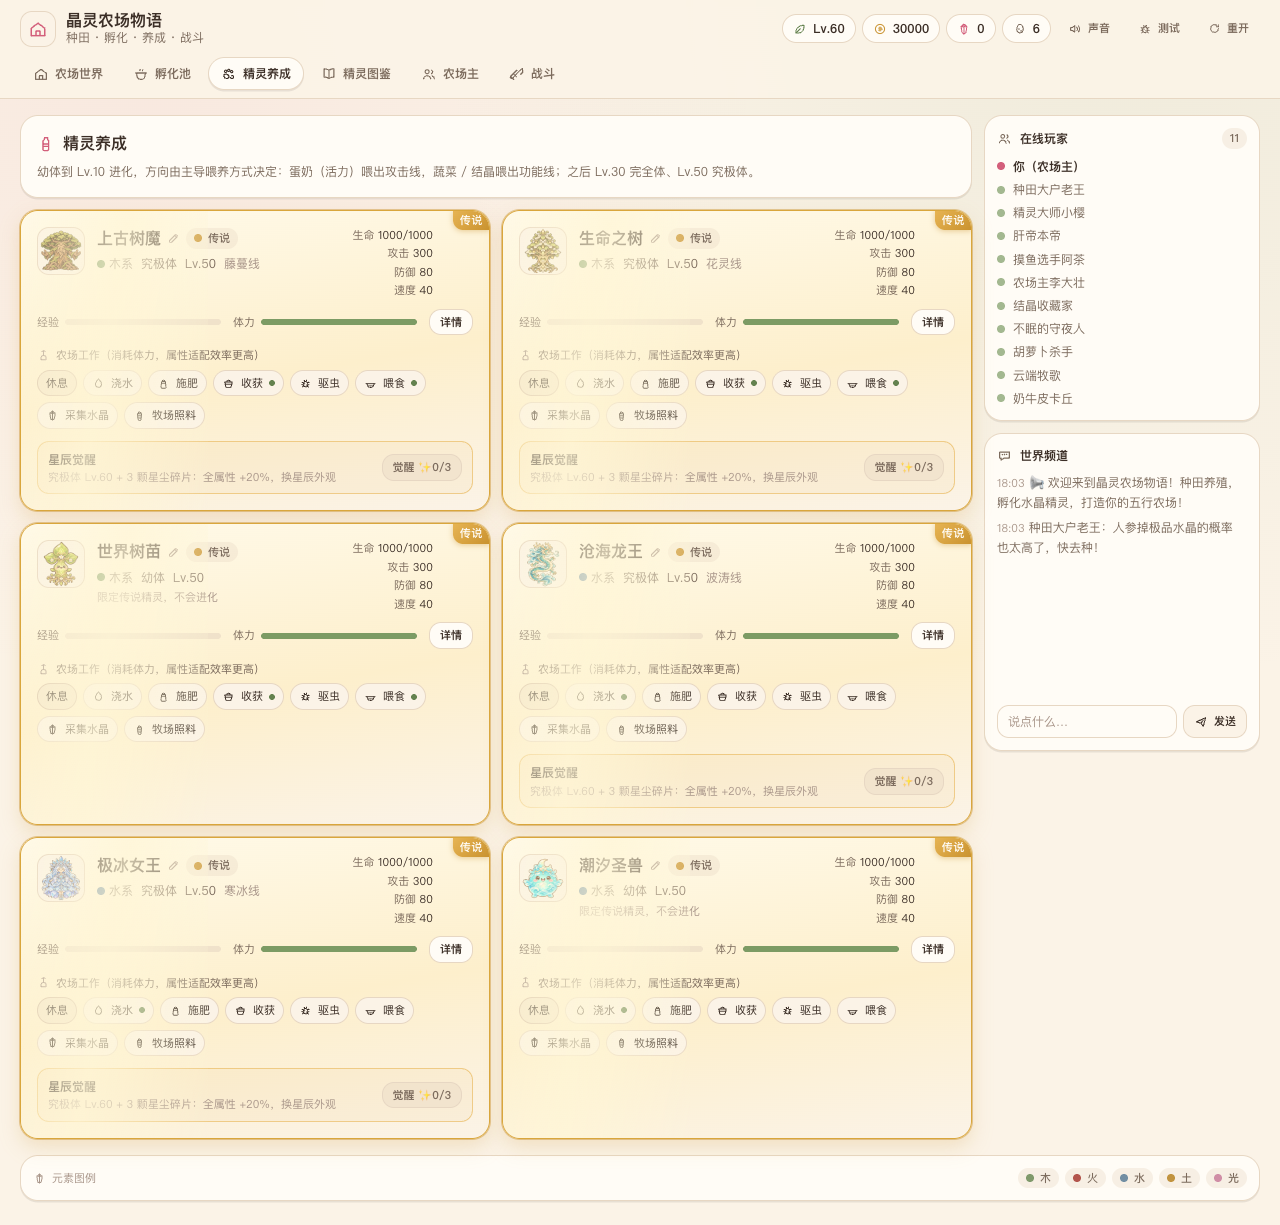 晶灵农场物语
种田 · 孵化 · 养成 · 战斗
Lv.60
30000
0
6
声音
测试
重开
农场世界
孵化池
精灵养成
精灵图鉴
农场主
战斗
精灵养成
幼体到 Lv.10 进化，方向由主导喂养方式决定：蛋奶（活力）喂出攻击线，蔬菜 / 结晶喂出功能线；之后 Lv.30 完全体、Lv.50 究极体。
传说
上古树魔 传说
木系 究极体 Lv.50 藤蔓线
生命 1000/1000
攻击 300
防御 80
速度 40
经验 体力 详情
农场工作（消耗体力，属性适配效率更高）
休息 浇水 施肥 收获 驱虫 喂食
采集水晶 牧场照料
星辰觉醒
究极体 Lv.60 + 3 颗星尘碎片：全属性 +20%，换星辰外观
觉醒 ✨0/3
传说
生命之树 传说
木系 究极体 Lv.50 花灵线
生命 1000/1000
攻击 300
防御 80
速度 40
经验 体力 详情
农场工作（消耗体力，属性适配效率更高）
休息 浇水 施肥 收获 驱虫 喂食
采集水晶 牧场照料
星辰觉醒
究极体 Lv.60 + 3 颗星尘碎片：全属性 +20%，换星辰外观
觉醒 ✨0/3
传说
世界树苗 传说
木系 幼体 Lv.50
限定传说精灵，不会进化
生命 1000/1000
攻击 300
防御 80
速度 40
经验 体力 详情
农场工作（消耗体力，属性适配效率更高）
休息 浇水 施肥 收获 驱虫 喂食
采集水晶 牧场照料
传说
沧海龙王 传说
水系 究极体 Lv.50 波涛线
生命 1000/1000
攻击 300
防御 80
速度 40
经验 体力 详情
农场工作（消耗体力，属性适配效率更高）
休息 浇水 施肥 收获 驱虫 喂食
采集水晶 牧场照料
星辰觉醒
究极体 Lv.60 + 3 颗星尘碎片：全属性 +20%，换星辰外观
觉醒 ✨0/3
传说
极冰女王 传说
水系 究极体 Lv.50 寒冰线
生命 1000/1000
攻击 300
防御 80
速度 40
经验 体力 详情
农场工作（消耗体力，属性适配效率更高）
休息 浇水 施肥 收获 驱虫 喂食
采集水晶 牧场照料
星辰觉醒
究极体 Lv.60 + 3 颗星尘碎片：全属性 +20%，换星辰外观
觉醒 ✨0/3
传说
潮汐圣兽 传说
水系 幼体 Lv.50
限定传说精灵，不会进化
生命 1000/1000
攻击 300
防御 80
速度 40
经验 体力 详情
农场工作（消耗体力，属性适配效率更高）
休息 浇水 施肥 收获 驱虫 喂食
采集水晶 牧场照料
元素图例
木 火 水 土 光
在线玩家 11
你（农场主）
种田大户老王
精灵大师小樱
肝帝本帝
摸鱼选手阿茶
农场主李大壮
结晶收藏家
不眠的守夜人
胡萝卜杀手
云端牧歌
奶牛皮卡丘
世界频道
18:03 📢 欢迎来到晶灵农场物语！种田养殖，
孵化水晶精灵，打造你的五行农场！
18:03 种田大户老王：人参掉极品水晶的概率
也太高了，快去种！
说点什么…
发送